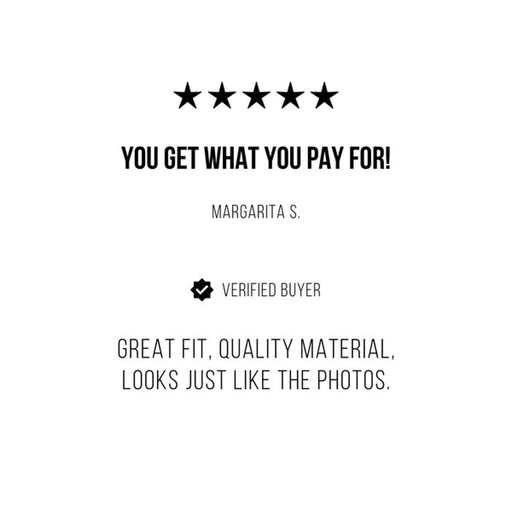 YOU GET WHAT YOU PAY FOR!
MARGARITA S.
VERIFIED BUYER
GREAT FIT, QUALITY MATERIAL,
LOOKS JUST LIKE THE PHOTOS.